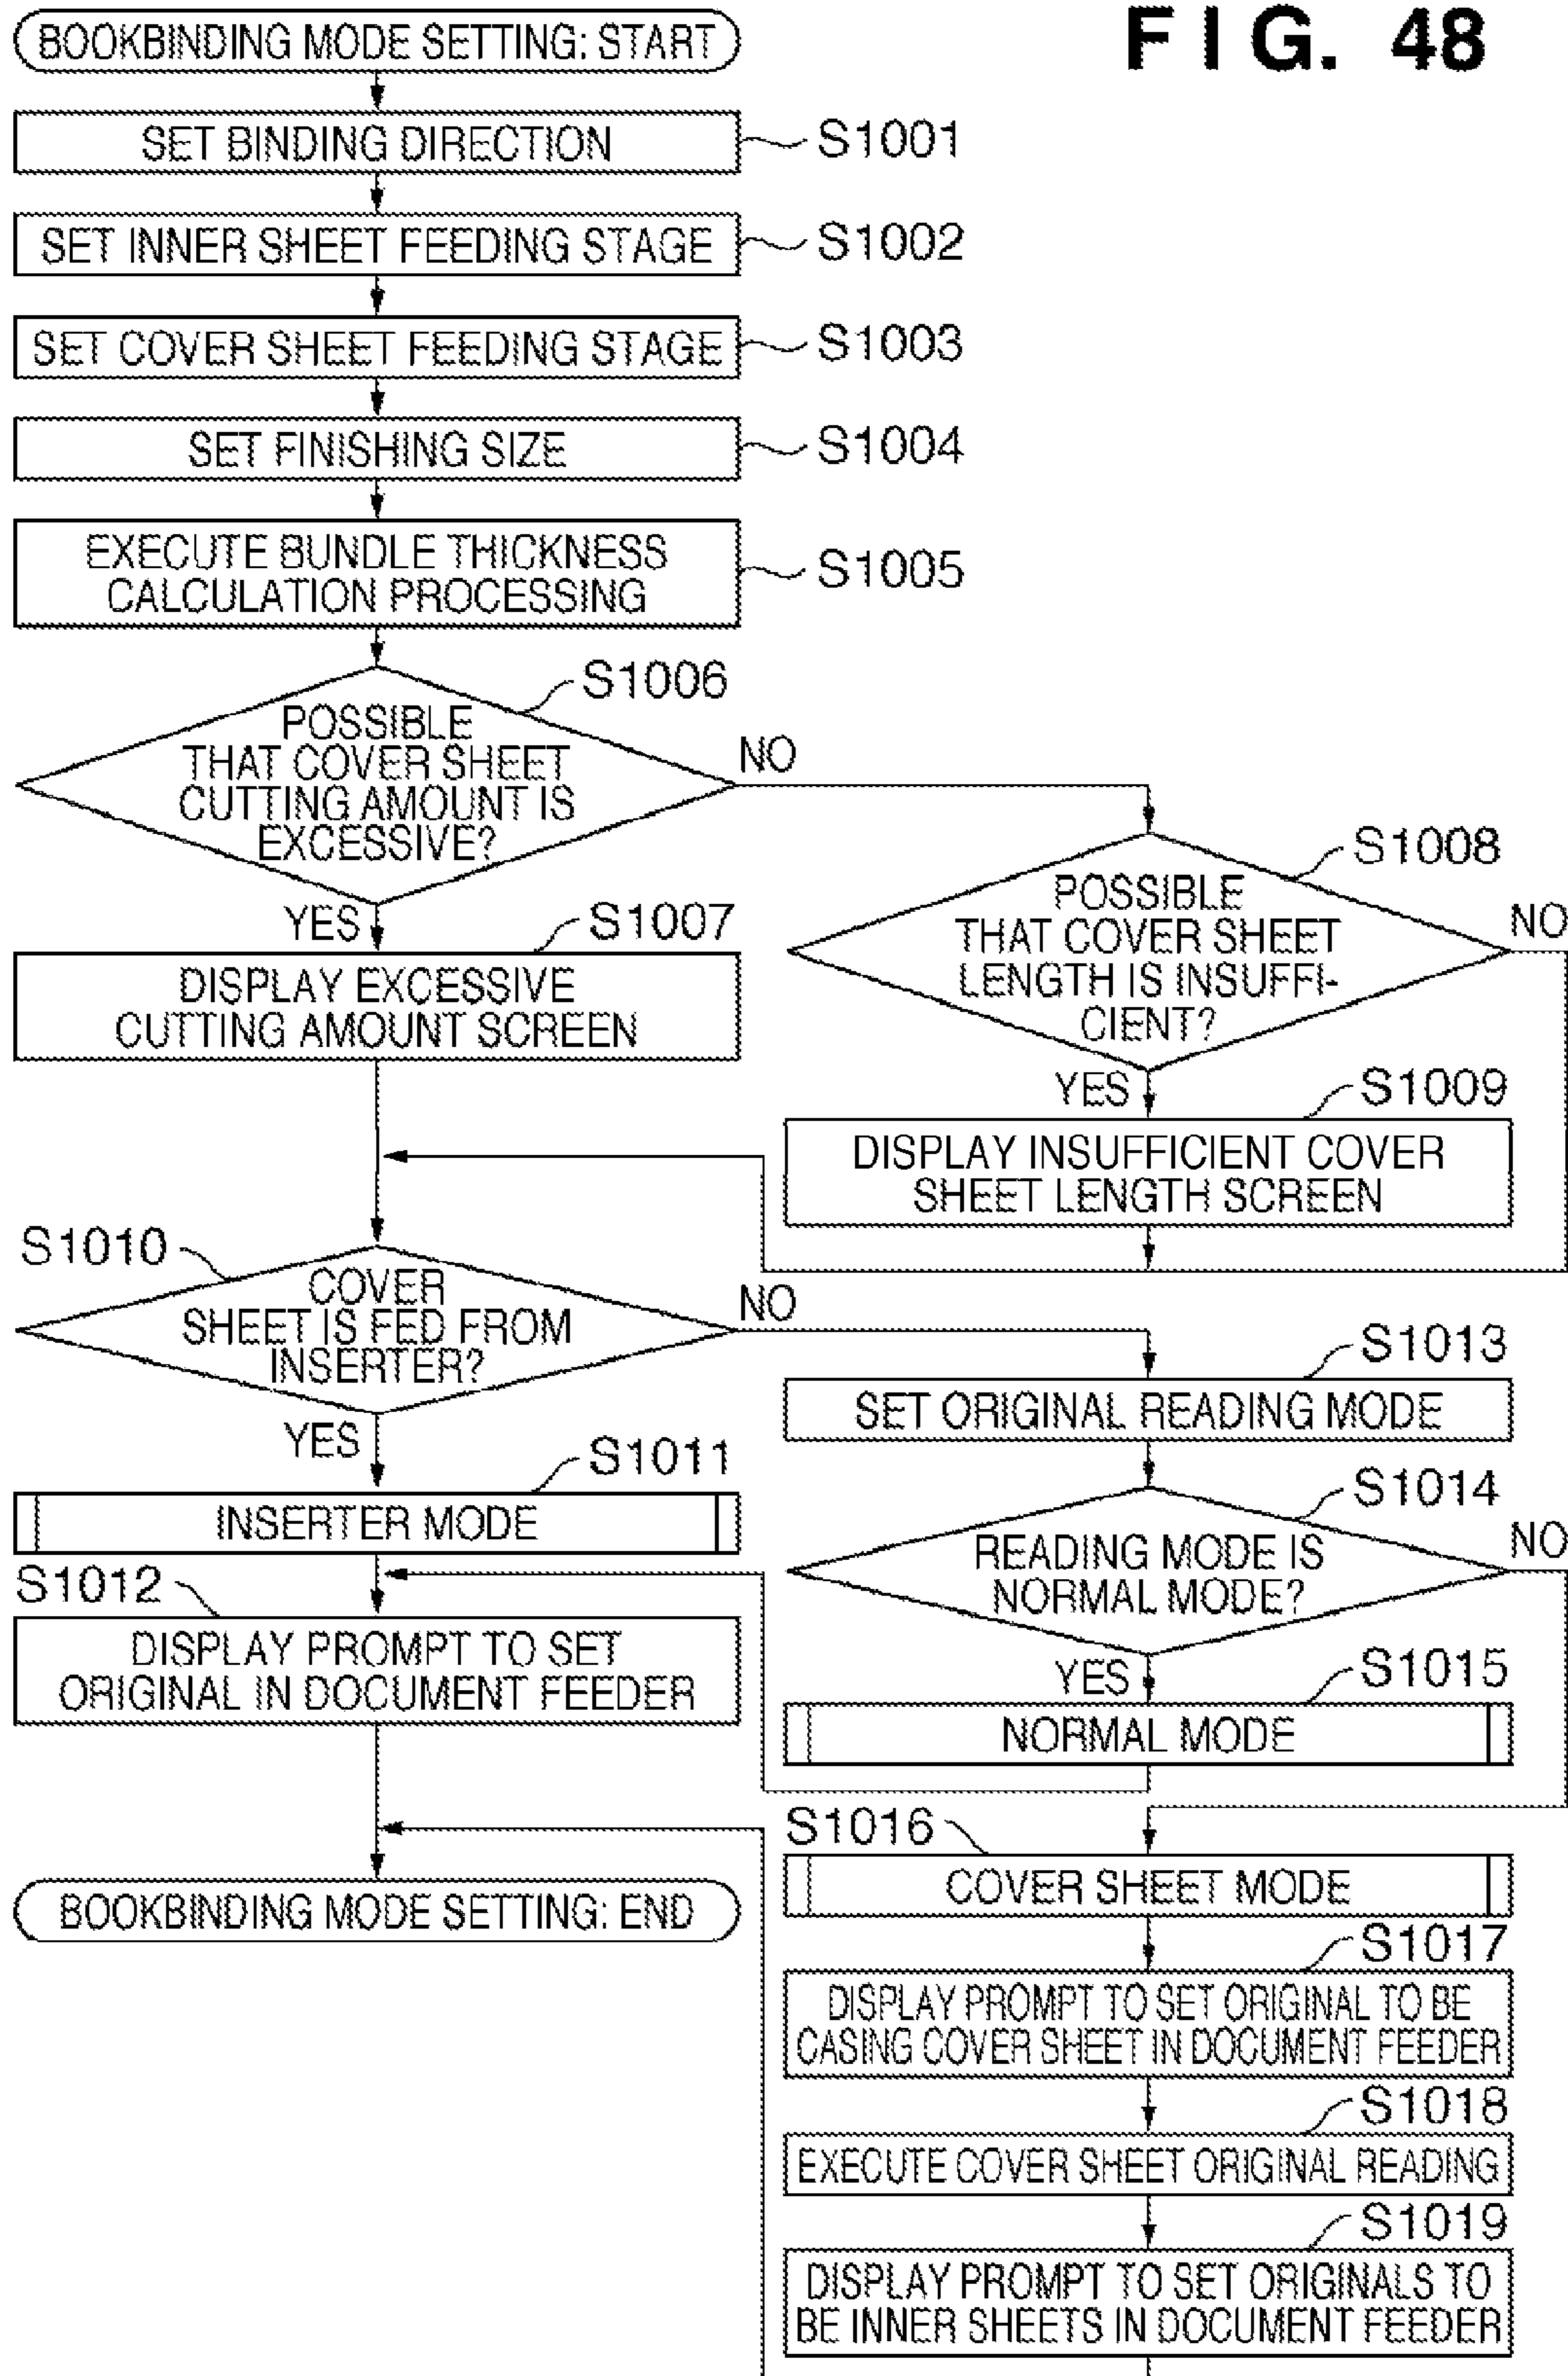 FIG. 48
BOOKBINDING MODE SETTING: START
SET BINDING DIRECTION
S1001
SET INNER SHEET FEEDING STAGE
S1002
SET COVER SHEET FEEDING STAGE
S1003
SET FINISHING SIZE
S1004
EXECUTE BUNDLE THICKNESS
CALCULATION PROCESSING
S1005
S1006
POSSIBLE
THAT COVER SHEET
CUTTING AMOUNT IS
EXCESSIVE?
NO
YES
S1007
DISPLAY EXCESSIVE
CUTTING AMOUNT SCREEN
S1008
POSSIBLE
THAT COVER SHEET
LENGTH IS INSUFFI-
CIENT?
NO
YES
S1009
DISPLAY INSUFFICIENT COVER
SHEET LENGTH SCREEN
S1010
COVER
SHEET IS FED FROM
INSERTER?
NO
YES
S1011
INSERTER MODE
S1012
DISPLAY PROMPT TO SET
ORIGINAL IN DOCUMENT FEEDER
BOOKBINDING MODE SETTING: END
S1013
SET ORIGINAL READING MODE
S1014
READING MODE IS
NORMAL MODE?
NO
YES
S1015
NORMAL MODE
S1016
COVER SHEET MODE
S1017
DISPLAY PROMPT TO SET ORIGINAL TO BE
CASING COVER SHEET IN DOCUMENT FEEDER
S1018
EXECUTE COVER SHEET ORIGINAL READING
S1019
DISPLAY PROMPT TO SET ORIGINALS TO
BE INNER SHEETS IN DOCUMENT FEEDER